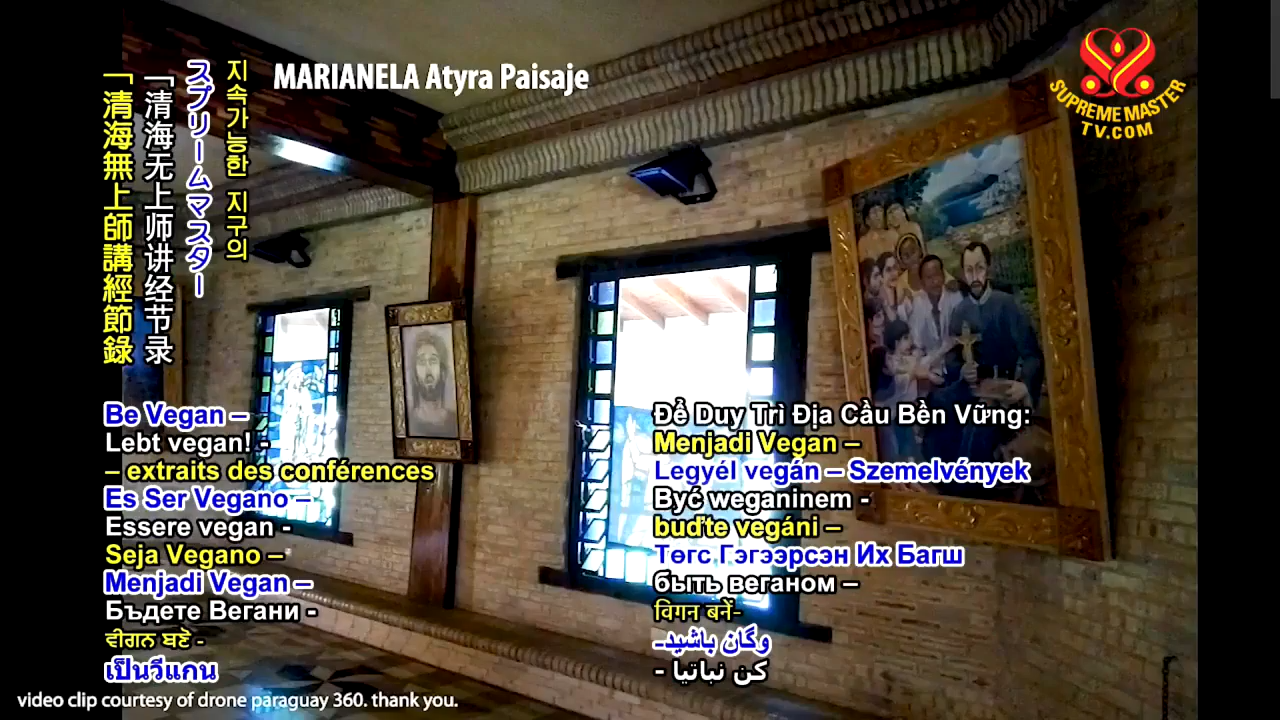 MARIANELA Atyra Paisaje
SUPREME MASTER
TV.COM
지속가능한 지구의
スプリームマスター
「清海无上师讲经节录
「清海無上師講經節錄
Be Vegan –
Lebt vegan! -
– extraits des conférences
Es Ser Vegano –
Essere vegan -
Seja Vegano –
Menjadi Vegan –
Бъдете Вегани -
ਵੀਗਨ ਬਣੋ -
เป็นวีแกน
Để Duy Trì Địa Cầu Bền Vững:
Menjadi Vegan –
Legyél vegán – Szemelvények
Być weganinem -
buďte vegáni –
Төгс Гэгээрсэн Их Багш
быть веганом –
विगन बनें-
وگان باشید-
كن نباتيا -
video clip courtesy of drone paraguay 360. thank you.